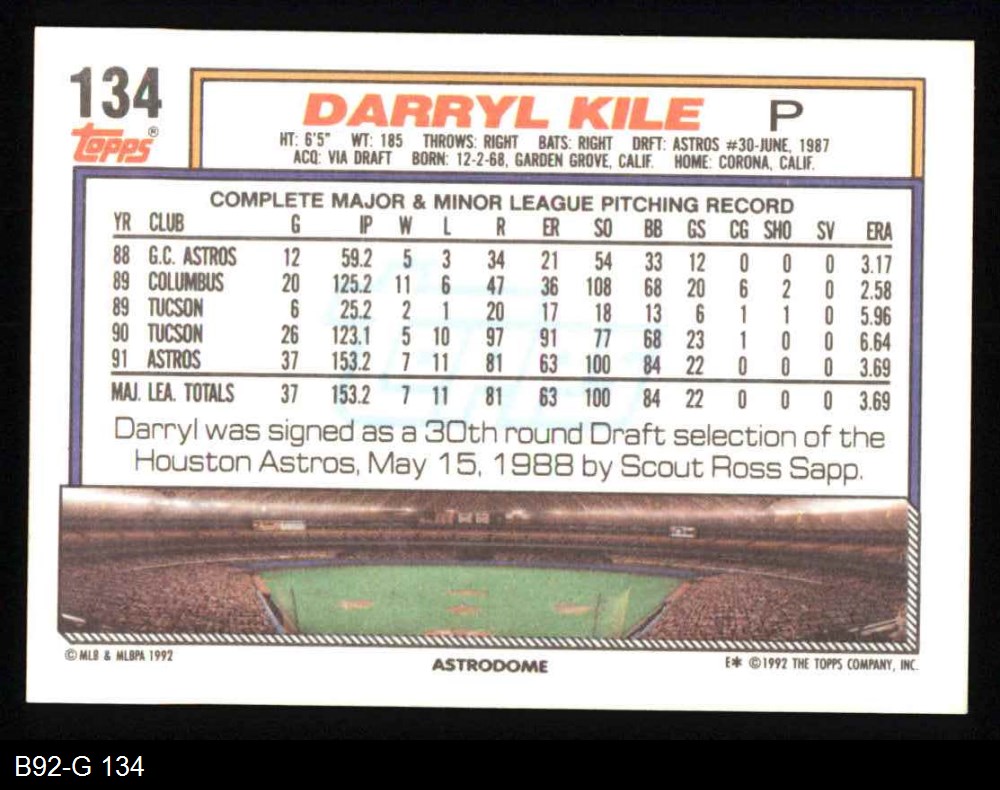 134
Topps®
DARRYL KILE P
HT: 6'5" WT: 185 THROWS: RIGHT BATS: RIGHT DRFT: ASTROS #30-JUNE, 1987
ACQ: VIA DRAFT BORN: 12-2-68, GARDEN GROVE, CALIF. HOME: CORONA, CALIF.
COMPLETE MAJOR & MINOR LEAGUE PITCHING RECORD
YR CLUB G IP W L R ER SO BB GS CG SHO SV ERA
88 G.C. ASTROS 12 59.2 5 3 34 21 54 33 12 0 0 0 3.17
89 COLUMBUS 20 125.2 11 6 47 36 108 68 20 6 2 0 2.58
89 TUCSON 6 25.2 2 1 20 17 18 13 6 1 1 0 5.96
90 TUCSON 26 123.1 5 10 97 91 77 68 23 1 0 0 6.64
91 ASTROS 37 153.2 7 11 81 63 100 84 22 0 0 0 3.69
MAJ. LEA. TOTALS 37 153.2 7 11 81 63 100 84 22 0 0 0 3.69
Darryl was signed as a 30th round Draft selection of the
Houston Astros, May 15, 1988 by Scout Ross Sapp.
© MLB & MLBPA 1992
ASTRODOME
E* ©1992 THE TOPPS COMPANY, INC.
B92-G 134